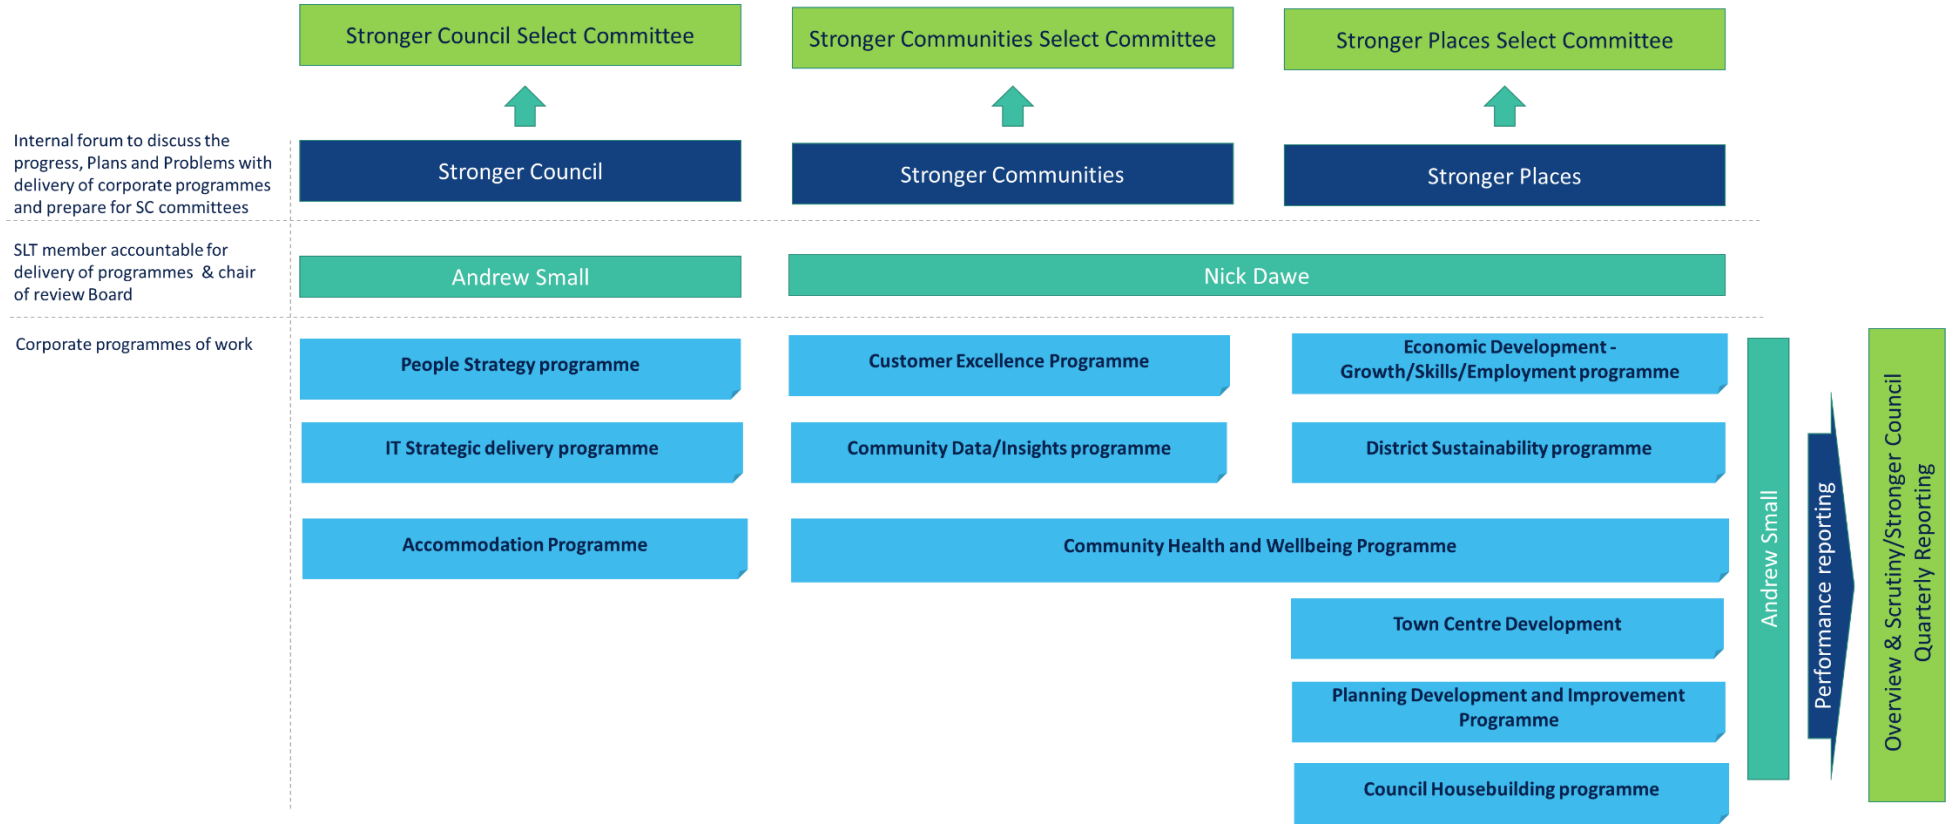 Stronger Council Select Committee
Stronger Communities Select Committee
Stronger Places Select Committee
Internal forum to discuss the
progress, Plans and Problems with
delivery of corporate programmes
and prepare for SC committees
Stronger Council
Stronger Communities
Stronger Places
SLT member accountable for
delivery of programmes & chair
of review Board
Andrew Small
Nick Dawe
Corporate programmes of work
People Strategy programme
Customer Excellence Programme
Economic Development -
Growth/Skills/Employment programme
IT Strategic delivery programme
Community Data/Insights programme
District Sustainability programme
Accommodation Programme
Community Health and Wellbeing Programme
Town Centre Development
Planning Development and Improvement
Programme
Council Housebuilding programme
Andrew Small
Performance reporting
Overview & Scrutiny/Stronger Council
Quarterly Reporting